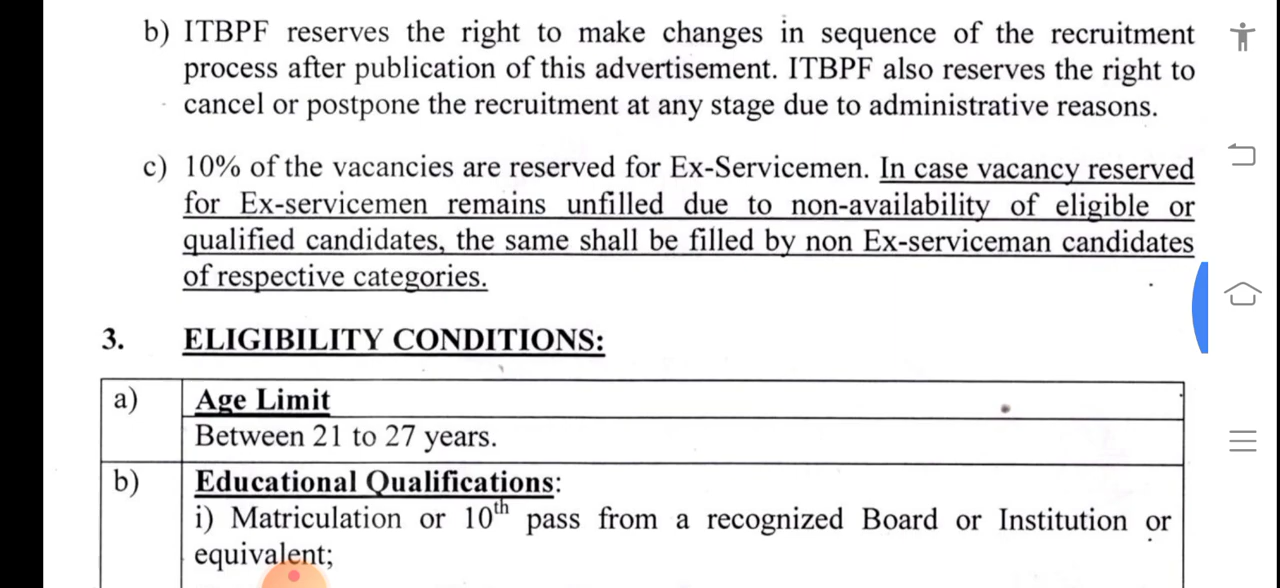 b) ITBPF reserves the right to make changes in sequence of the recruitment
process after publication of this advertisement. ITBPF also reserves the right to
cancel or postpone the recruitment at any stage due to administrative reasons.
c) 10% of the vacancies are reserved for Ex-Servicemen. In case vacancy reserved
for Ex-servicemen remains unfilled due to non-availability of eligible or
qualified candidates, the same shall be filled by non Ex-serviceman candidates
of respective categories.
3. ELIGIBILITY CONDITIONS:
a) Age Limit
Between 21 to 27 years.
b) Educational Qualifications:
i) Matriculation or 10th pass from a recognized Board or Institution or
equivalent;